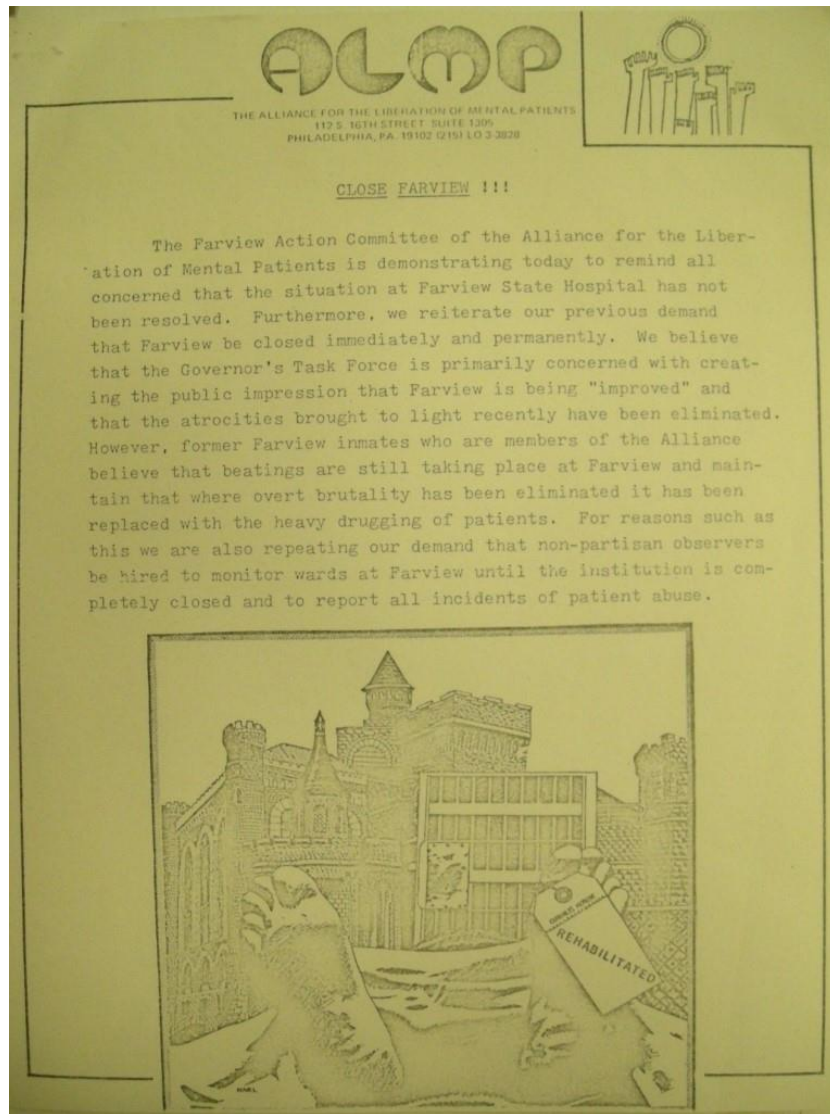 ALMP
THE ALLIANCE FOR THE LIBERATION OF MENTAL PATIENTS
112 S. 16TH STREET SUITE 1305
PHILADELPHIA, PA. 19102 (215) LO 3-3828
CLOSE FARVIEW !!!
The Farview Action Committee of the Alliance for the Liber-
ation of Mental Patients is demonstrating today to remind all
concerned that the situation at Farview State Hospital has not
been resolved. Furthermore, we reiterate our previous demand
that Farview be closed immediately and permanently. We believe
that the Governor's Task Force is primarily concerned with creat-
ing the public impression that Farview is being "improved" and
that the atrocities brought to light recently have been eliminated.
However, former Farview inmates who are members of the Alliance
believe that beatings are still taking place at Farview and main-
tain that where overt brutality has been eliminated it has been
replaced with the heavy drugging of patients. For reasons such as
this we are also repeating our demand that non-partisan observers
be hired to monitor wards at Farview until the institution is com-
pletely closed and to report all incidents of patient abuse.
REHABILITATED